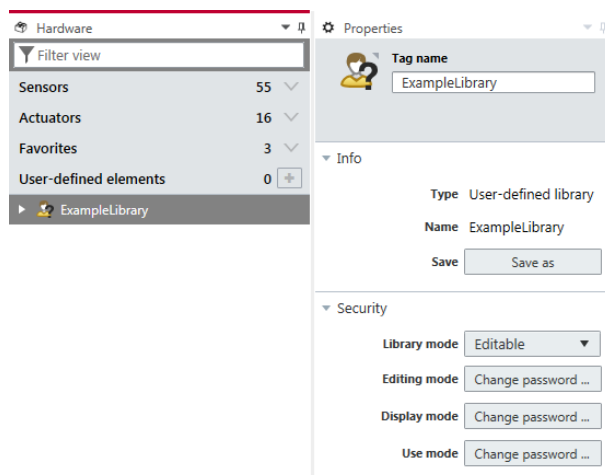 Hardware
Filter view
Sensors 55
Actuators 16
Favorites 3
User-defined elements 0
ExampleLibrary
Properties
Tag name
ExampleLibrary
Info
Type User-defined library
Name ExampleLibrary
Save Save as
Security
Library mode Editable
Editing mode Change password ...
Display mode Change password ...
Use mode Change password ...